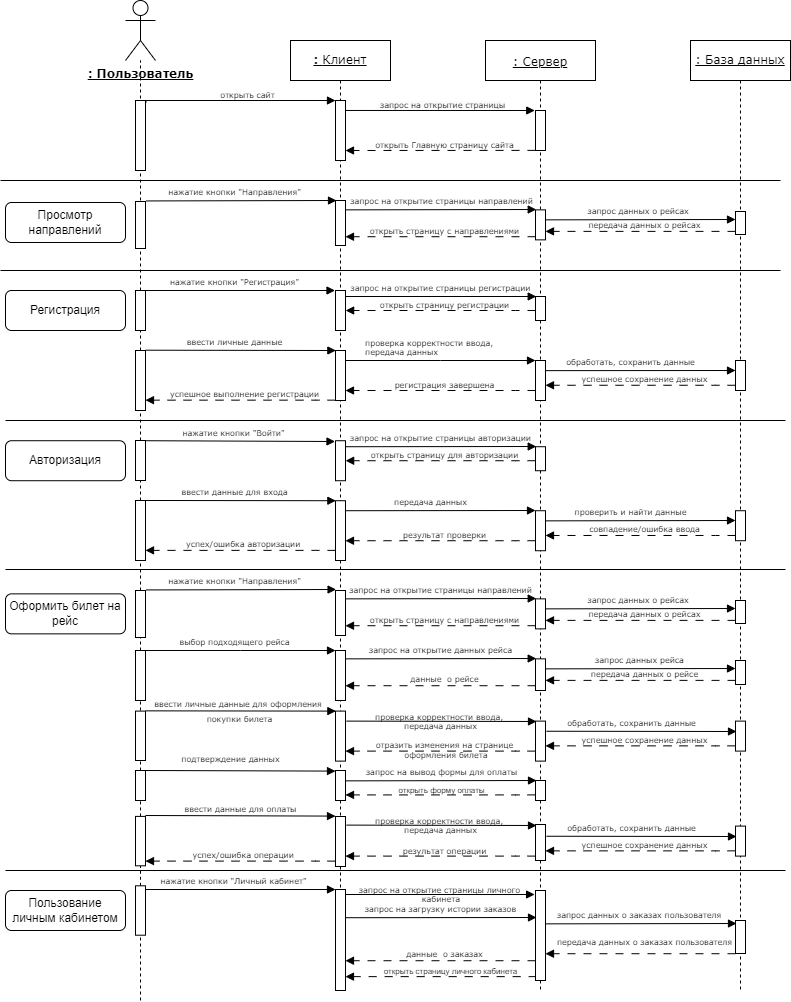 : Пользователь
: Клиент
: Сервер
: База данных
открыть сайт
запрос на открытие страницы
открыть Главную страницу сайта
Просмотр
направлений
нажатие кнопки "Направления"
запрос на открытие страницы направлений
запрос данных о рейсах
передача данных о рейсах
открыть страницу с направлениями
Регистрация
нажатие кнопки "Регистрация"
запрос на открытие страницы регистрации
открыть страницу регистрации
ввести личные данные
проверка корректности ввода,
передача данных
обработать, сохранить данные
успешное сохранение данных
регистрация завершена
успешное выполнение регистрации
Авторизация
нажатие кнопки "Войти"
запрос на открытие страницы авторизации
открыть страницу для авторизации
ввести данные для входа
передача данных
проверить и найти данные
совпадение/ошибка ввода
результат проверки
успех/ошибка авторизации
Оформить билет на
рейс
нажатие кнопки "Направления"
запрос на открытие страницы направлений
запрос данных о рейсах
передача данных о рейсах
открыть страницу с направлениями
выбор подходящего рейса
запрос на открытие данных рейса
запрос данных рейса
передача данных о рейсе
данные о рейсе
ввести личные данные для оформления
покупки билета
проверка корректности ввода,
передача данных
обработать, сохранить данные
успешное сохранение данных
отразить изменения на странице
оформления билета
подтверждение данных
запрос на вывод формы для оплаты
открыть форму оплаты
ввести данные для оплаты
проверка корректности ввода,
передача данных
обработать, сохранить данные
успешное сохранение данных
результат операции
успех/ошибка операции
Пользование
личным кабинетом
нажатие кнопки "Личный кабинет"
запрос на открытие страницы личного
кабинета
запрос на загрузку истории заказов
запрос данных о заказах пользователя
передача данных о заказах пользователя
данные о заказах
открыть страницу личного кабинета